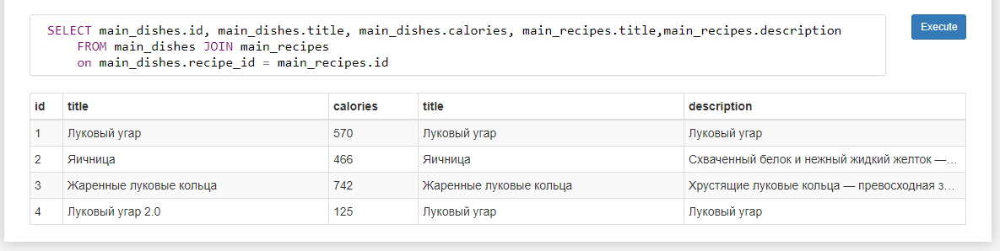 SELECT main_dishes.id, main_dishes.title, main_dishes.calories, main_recipes.title,main_recipes.description
FROM main_dishes JOIN main_recipes
on main_dishes.recipe_id = main_recipes.id
Execute
id title calories title description
1 Луковый угар 570 Луковый угар Луковый угар
2 Яичница 466 Яичница Схваченный белок и нежный жидкий желток —...
3 Жаренные луковые кольца 742 Жаренные луковые кольца Хрустящие луковые кольца — превосходная з...
4 Луковый угар 2.0 125 Луковый угар Луковый угар